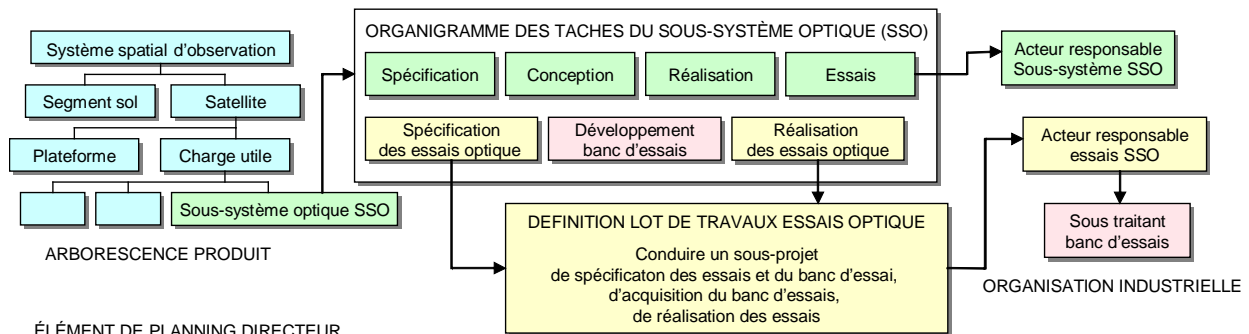 ORGANIGRAMME DES TACHES DU SOUS-SYSTÈME OPTIQUE (SSO)
Système spatial d'observation
Segment sol
Satellite
Plateforme
Charge utile
Sous-système optique SSO
ARBORESCENCE PRODUIT
Spécification
Conception
Réalisation
Essais
Spécification
des essais optique
Développement
banc d'essais
Réalisation
des essais optique
Acteur responsable
Sous-système SSO
Acteur responsable
essais SSO
Sous traitant
banc d'essais
ORGANISATION INDUSTRIELLE
DEFINITION LOT DE TRAVAUX ESSAIS OPTIQUE
Conduire un sous-projet
de spécificaton des essais et du banc d'essai,
d'acquisition du banc d'essais,
de réalisation des essais
ÉLÉMENT DE PLANNING DIRECTEUR